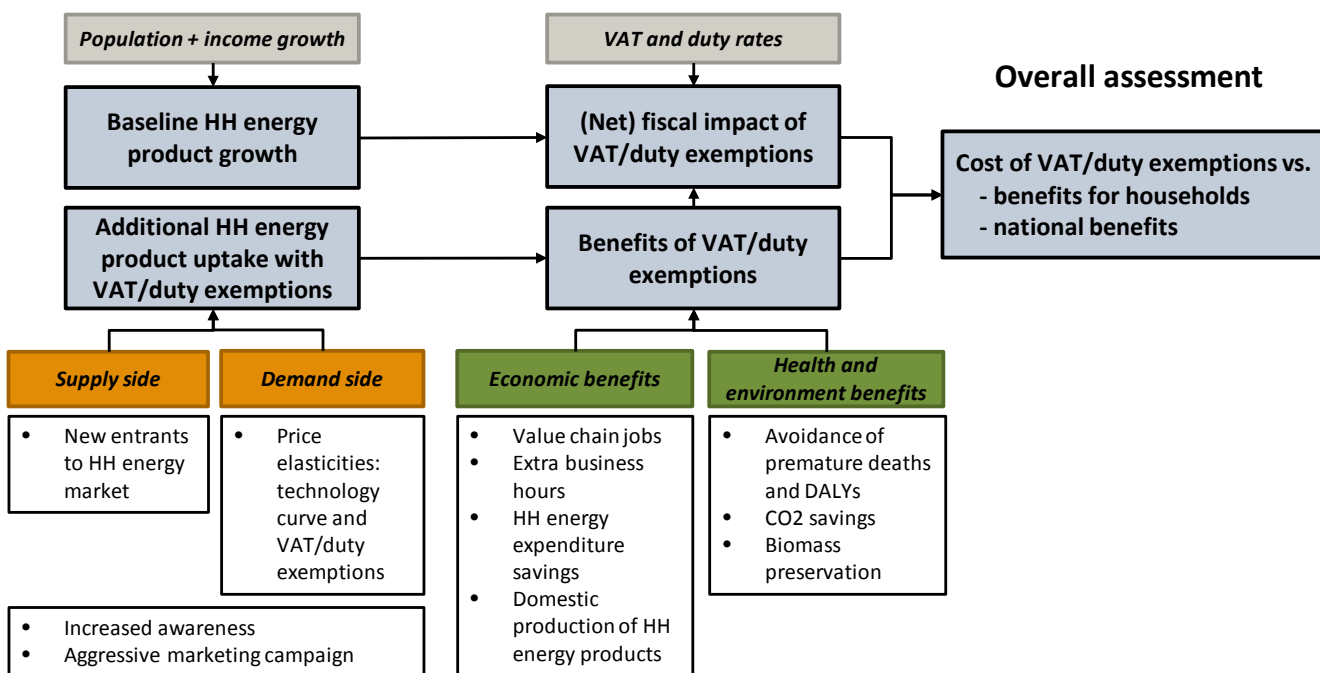 Population + income growth
VAT and duty rates
Overall assessment
Baseline HH energy
product growth
(Net) fiscal impact of
VAT/duty exemptions
Cost of VAT/duty exemptions vs.
- benefits for households
- national benefits
Additional HH energy
product uptake with
VAT/duty exemptions
Benefits of VAT/duty
exemptions
Supply side
Demand side
Economic benefits
Health and
environment benefits
• New entrants
to HH energy
market
• Price
elasticities:
technology
curve and
VAT/duty
exemptions
• Value chain jobs
• Extra business
hours
• HH energy
expenditure
savings
• Domestic
production of HH
energy products
• Avoidance of
premature deaths
and DALYs
• CO2 savings
• Biomass
preservation
• Increased awareness
• Aggressive marketing campaign